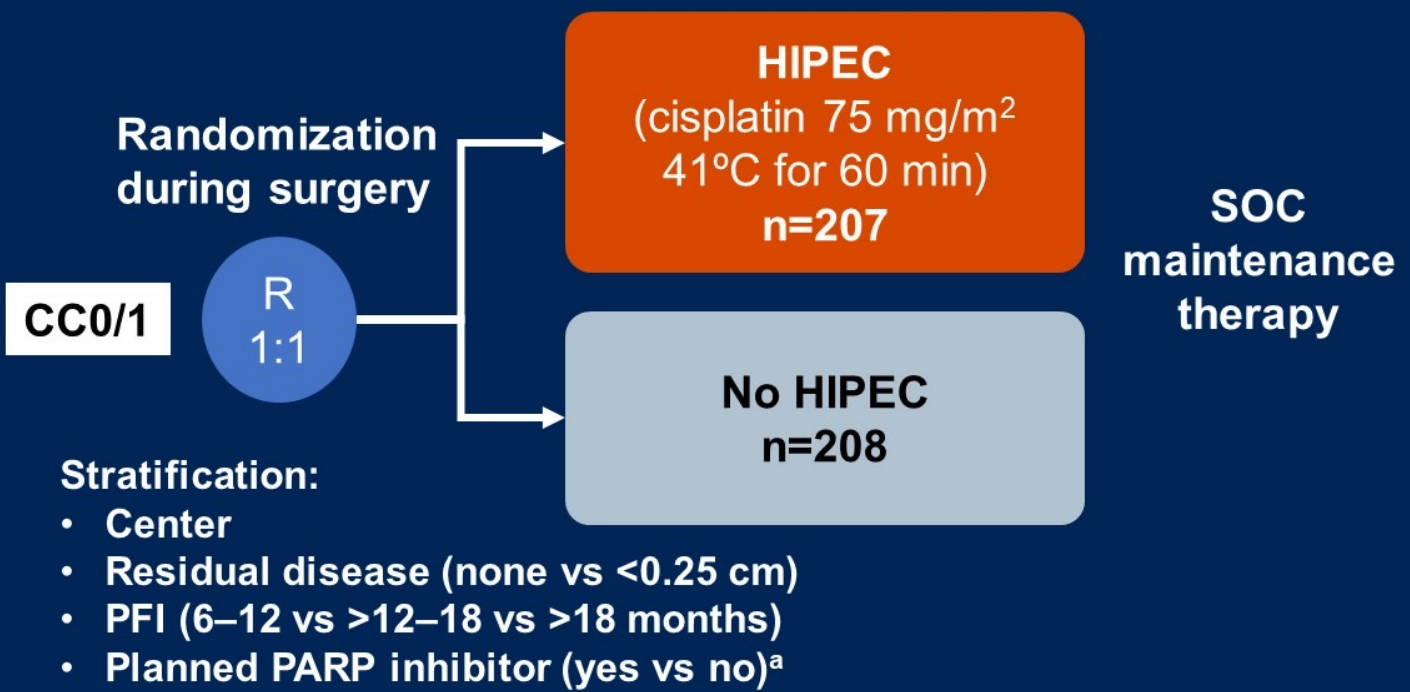 Randomization
during surgery
CC0/1
R
1:1
HIPEC
(cisplatin 75 mg/m²
41ºC for 60 min)
n=207
No HIPEC
n=208
SOC
maintenance
therapy
Stratification:
• Center
• Residual disease (none vs <0.25 cm)
• PFI (6–12 vs >12–18 vs >18 months)
• Planned PARP inhibitor (yes vs no)ᵃ